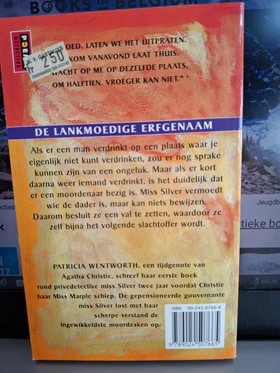 BOOKS
POEMA
POCKET
2,50
OED. LATEN WE HET UITPRATEN.
KOM VANAVOND LAAT THUIS.
WACHT OP ME OP DEZELFDE PLAATS,
OM HALFTIEN. VROEGER KAN NIET."
DE LANKMOEDIGE ERFGENAAM
Als er een man verdrinkt op een plaats waar je
eigenlijk niet kunt verdrinken, zou er nog sprake
kunnen zijn van een ongeluk. Maar als er kort
daarna weer iemand verdrinkt, is het duidelijk dat
er een moordenaar bezig is. Miss Silver vermoedt
wie de dader is, maar kan niets bewijzen.
Daarom besluit ze een val te zetten, waardoor ze
zelf bijna het volgende slachtoffer wordt.
PATRICIA WENTWORTH, een tijdgenote van
Agatha Christie, schreef haar eerste boek
rond privédetective miss Silver twee jaar voordat Christie
haar Miss Marple schiep. De gepensioneerde gouvernante
miss Silver lost met haar
scherpe verstand de
ingewikkeldste moordzaken op.
Jeugdb
tieke bo